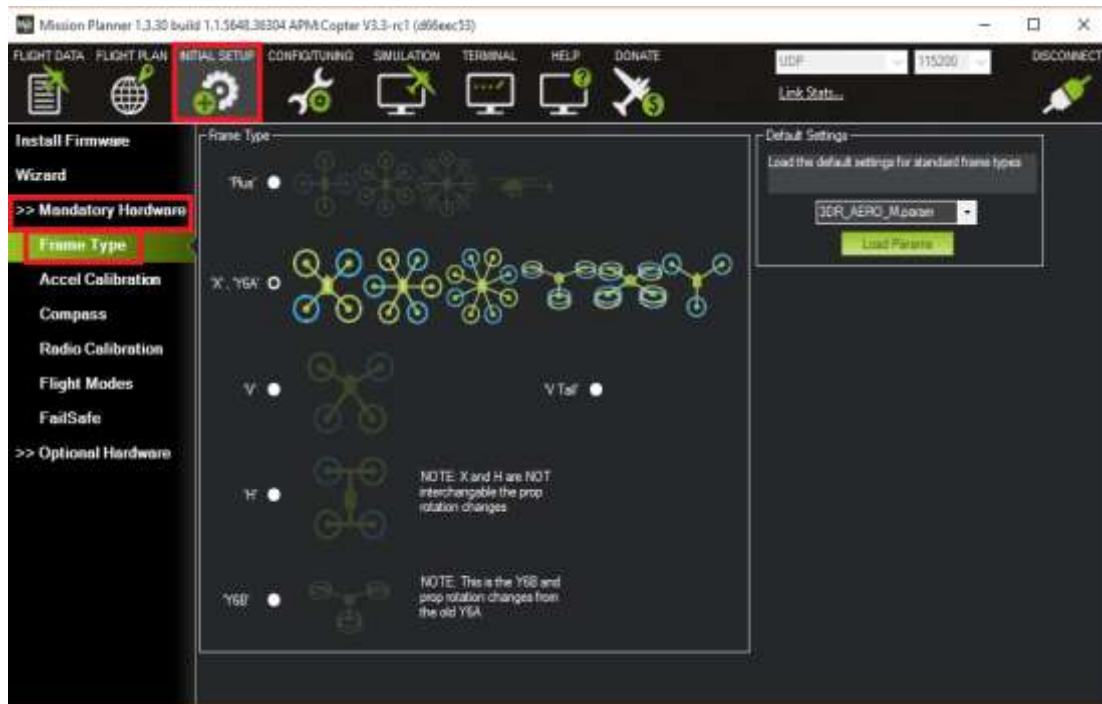 Mission Planner 1.3.30 build 1.1.5648.36304 APM:Copter V3.3-rc1 (d66eec53)
FLIGHT DATA FLIGHT PLAN INITIAL SETUP CONFIG/TUNING SIMULATION TERMINAL HELP DONATE
UDP 115200 DISCONNECT
Link Stats...
Install Firmware
Wizard
>> Mandatory Hardware
Frame Type
Accel Calibration
Compass
Radio Calibration
Flight Modes
FailSafe
>> Optional Hardware
Frame Type
'Plus'
'X', 'Y6A'
'V'
'V Tail'
'H'
NOTE: X and H are NOT
interchangable the prop
rotation changes
'Y6B'
NOTE: This is the Y6B and
prop rotation changes from
the old Y6A
Default Settings
Load the default settings for standard frame types
3DR_AERO_M.param
Load Params